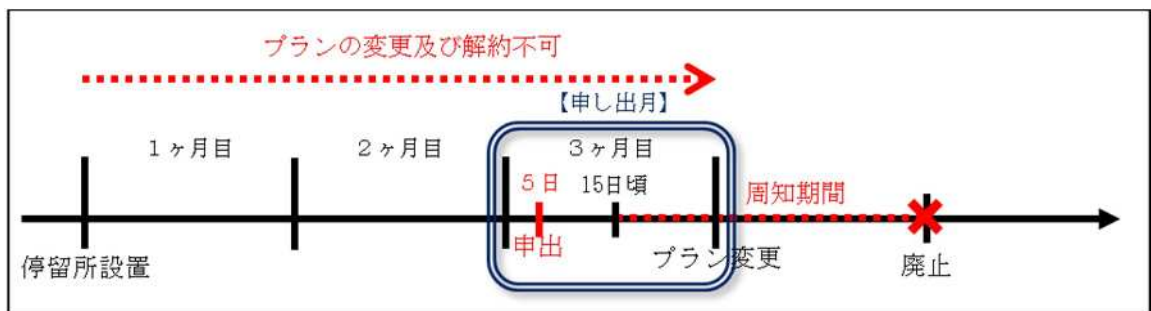 プランの変更及び解約不可
【申し出月】
１ヶ月目
２ヶ月目
３ヶ月目
５日
15日頃
周知期間
申出
停留所設置
プラン変更
廃止